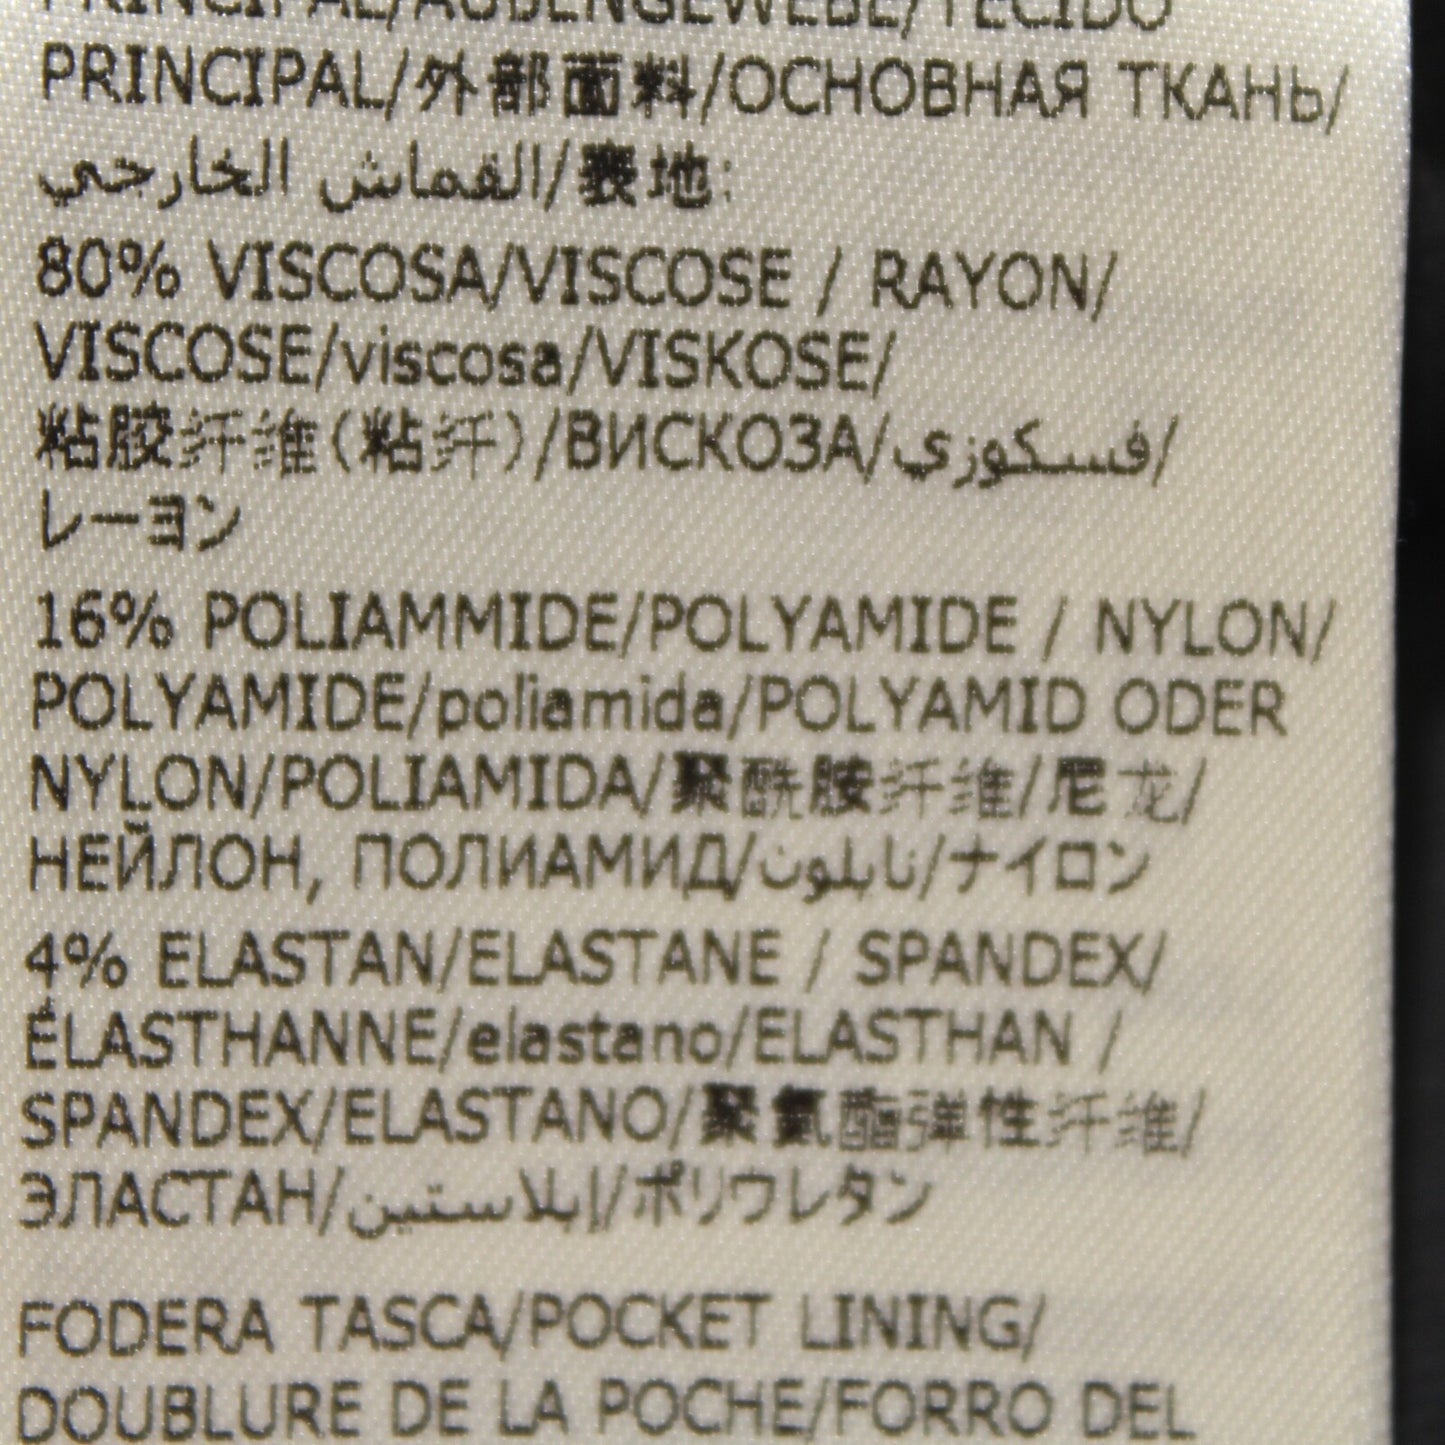 PRINCIPAL/AUßENGEWEBE/TECIDO
PRINCIPAL/外部面料/ОСНОВНАЯ ТКАНЬ/
القماش الخارجي/表地:
80% VISCOSA/VISCOSE / RAYON/
VISCOSE/viscosa/VISKOSE/
粘胶纤维(粘纤)/ВИСКОЗА/فسكوزي/
レーヨン
16% POLIAMMIDE/POLYAMIDE / NYLON/
POLYAMIDE/poliamida/POLYAMID ODER
NYLON/POLIAMIDA/聚酰胺纤维/尼龙/
НЕЙЛОН, ПОЛИАМИД/نايلون/ナイロン
4% ELASTAN/ELASTANE / SPANDEX/
ÉLASTHANNE/elastano/ELASTHAN /
SPANDEX/ELASTANO/聚氨酯弹性纤维/
ЭЛАСТАН/إيلاستين/ポリウレタン
FODERA TASCA/POCKET LINING/
DOUBLURE DE LA POCHE/FORRO DEL